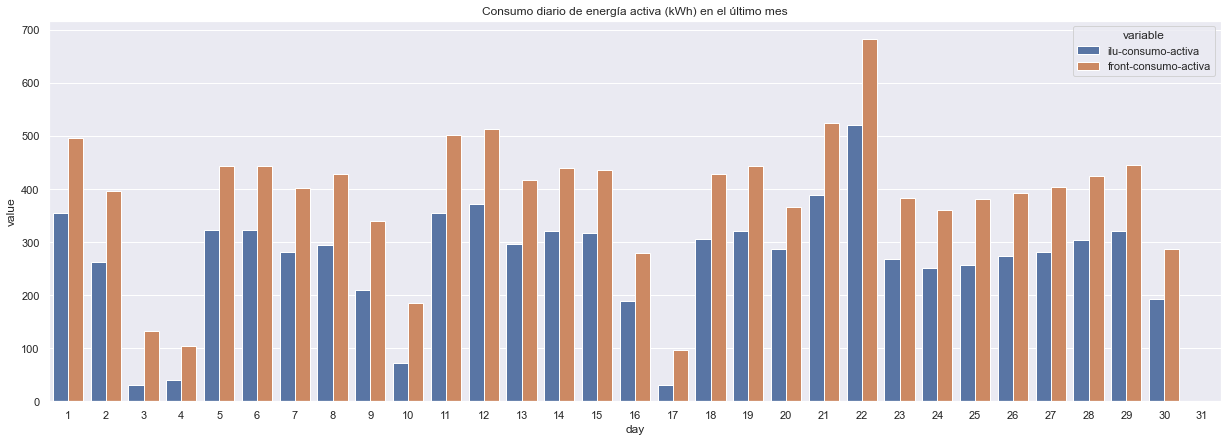 Consumo diario de energía activa (kWh) en el último mes
variable
ilu-consumo-activa
front-consumo-activa
700
600
500
400
300
200
100
0
value
1 2 3 4 5 6 7 8 9 10 11 12 13 14 15 16 17 18 19 20 21 22 23 24 25 26 27 28 29 30 31
day